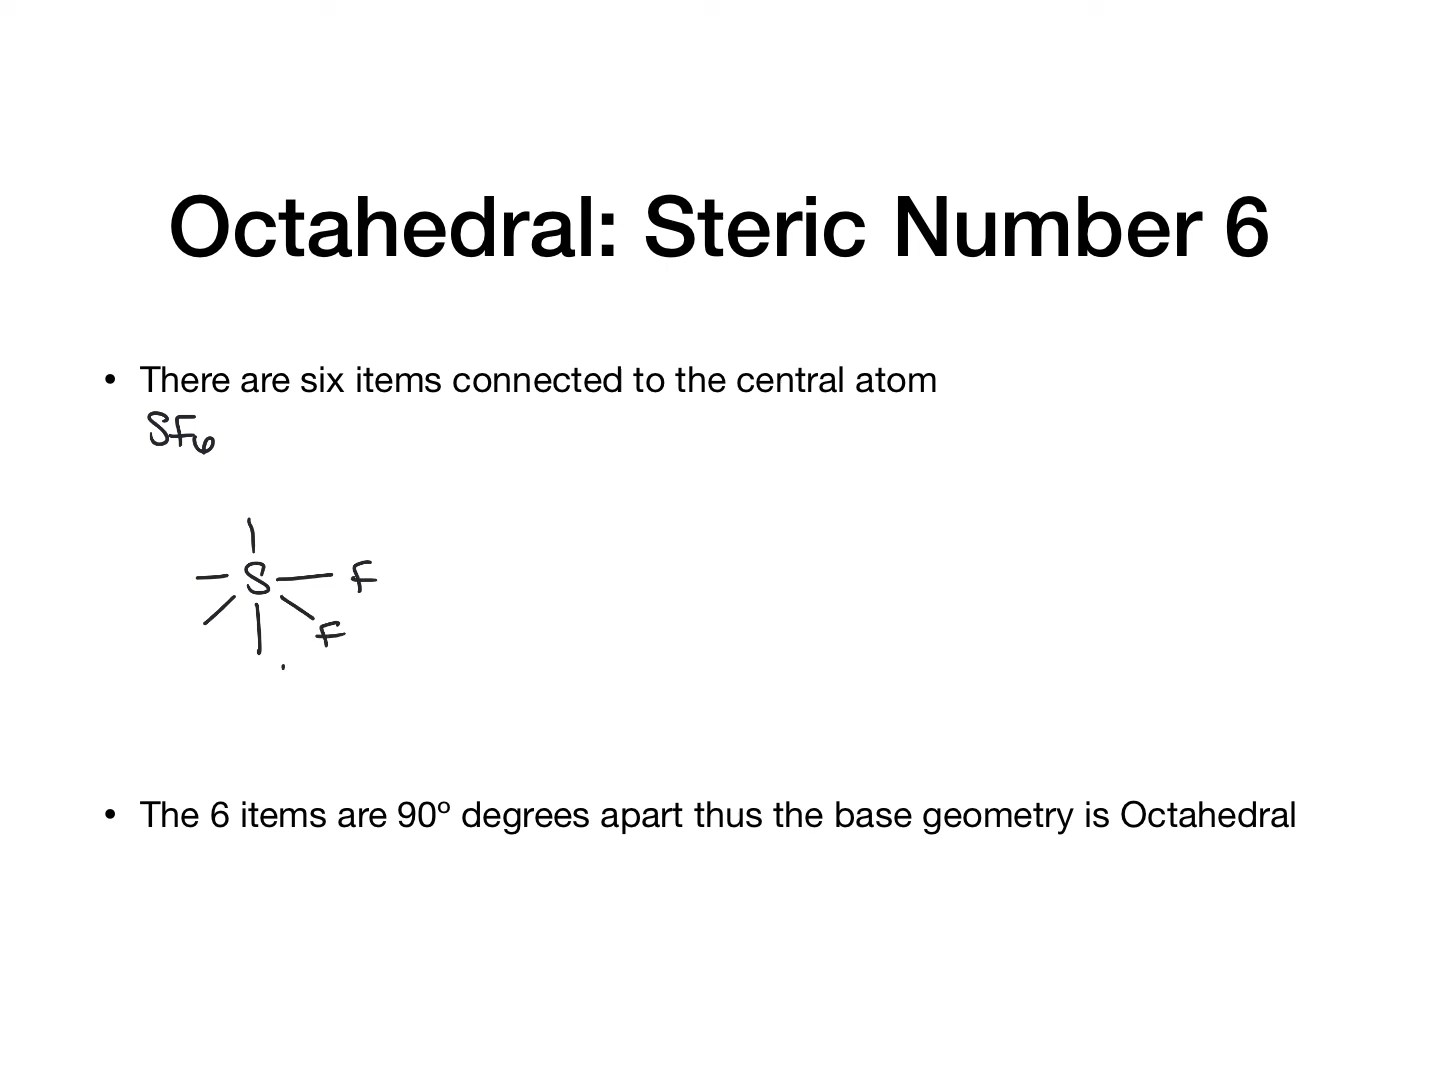 Octahedral: Steric Number 6
• There are six items connected to the central atom
SF₆
S F
F
• The 6 items are 90º degrees apart thus the base geometry is Octahedral